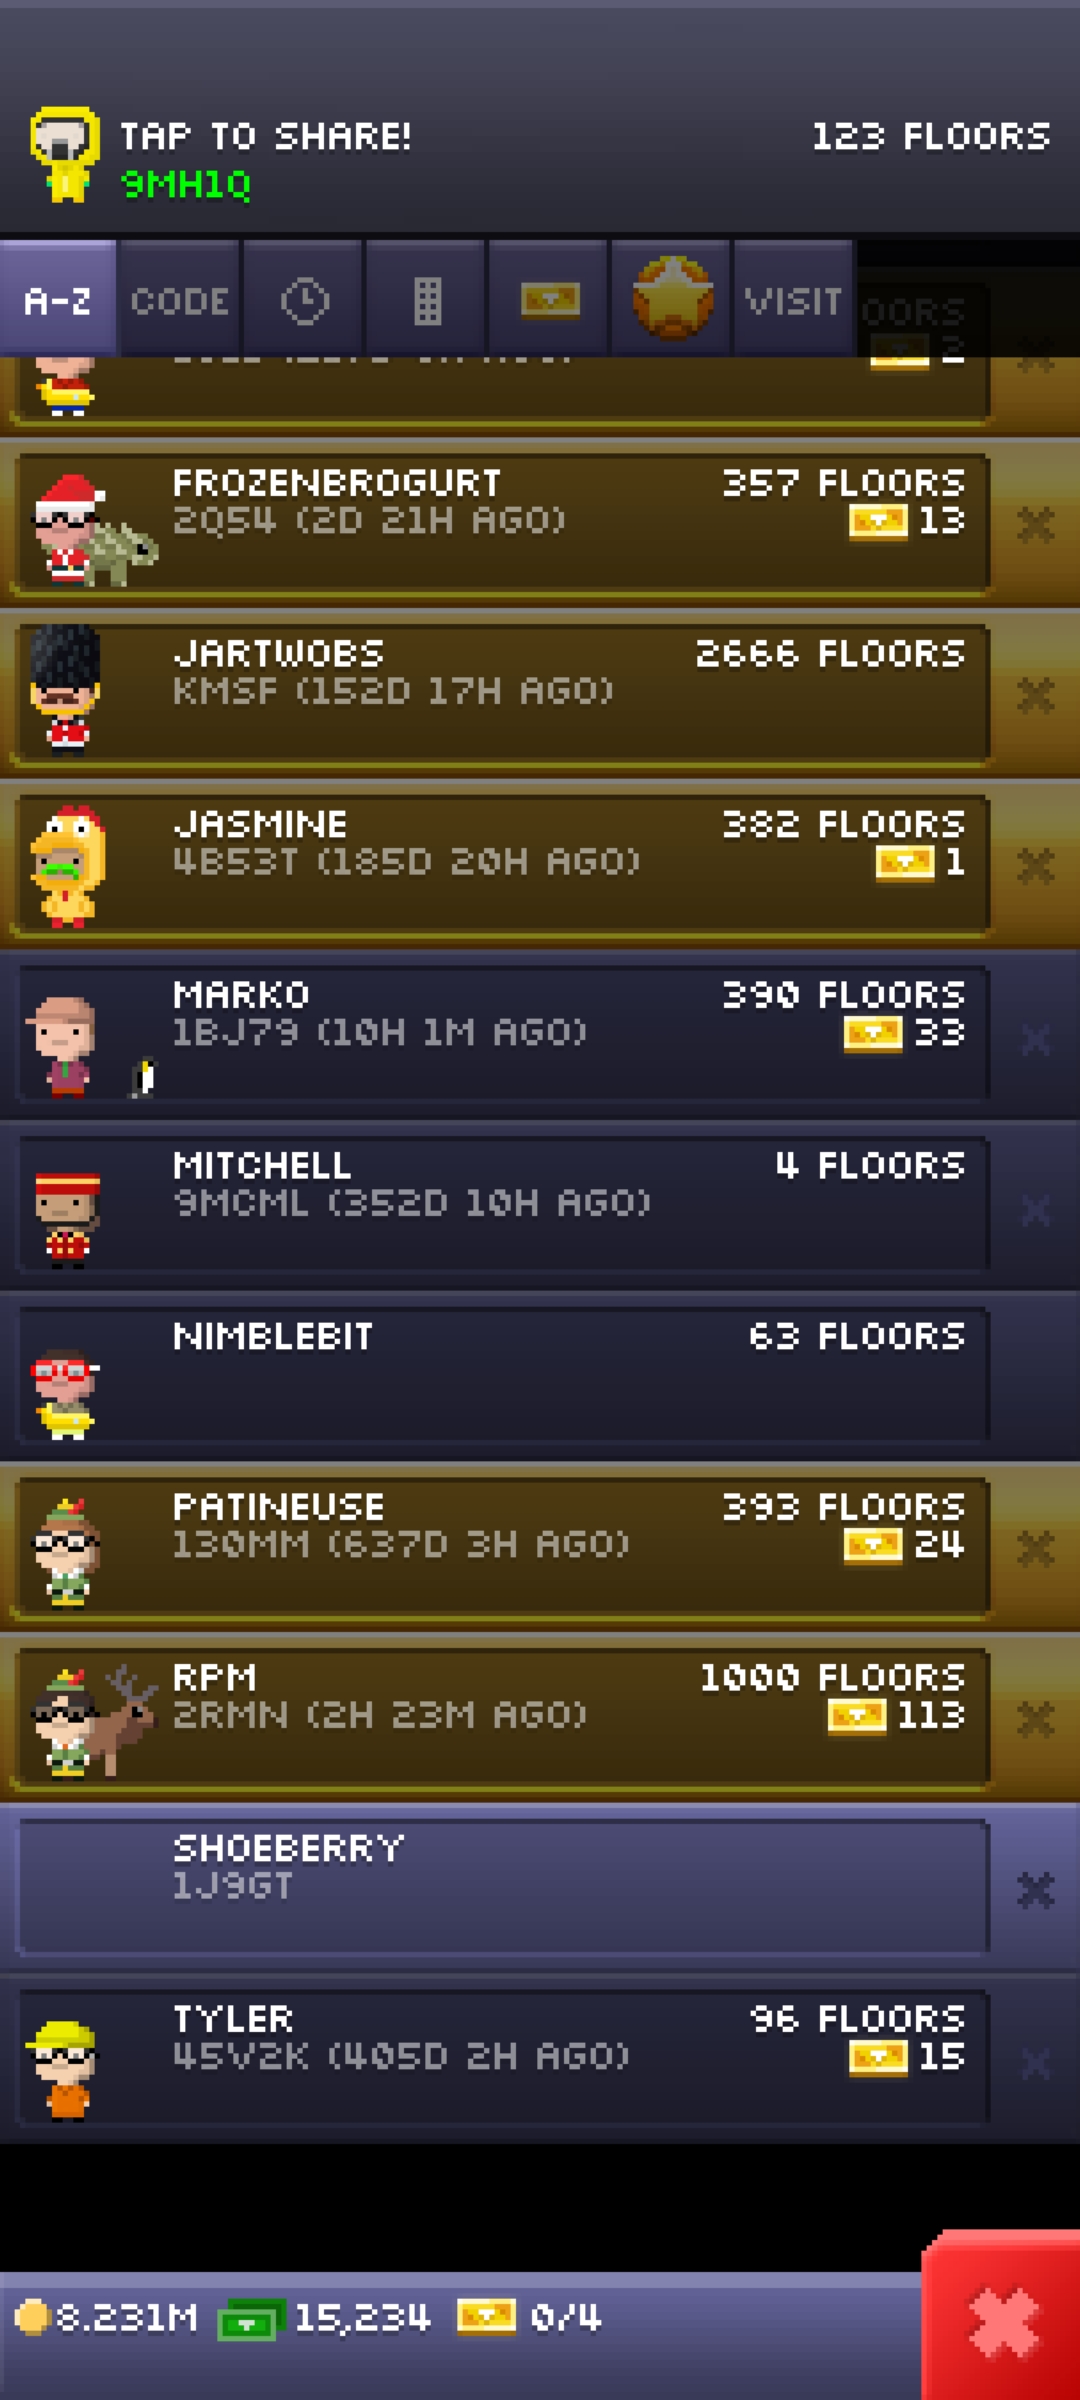 TAP TO SHARE!
123 FLOORS
9MH1Q
A-Z CODE VISIT
2
FROZENBROGURT 357 FLOORS
2Q54 (2D 21H AGO) 13
JARTWOBS 2666 FLOORS
KMSF (152D 17H AGO)
JASMINE 382 FLOORS
4B53T (185D 20H AGO) 1
MARKO 390 FLOORS
1BJ79 (10H 1M AGO) 33
MITCHELL 4 FLOORS
9MCML (352D 10H AGO)
NIMBLEBIT 63 FLOORS
PATINEUSE 393 FLOORS
130MM (637D 3H AGO) 24
RPM 1000 FLOORS
2RMN (2H 23M AGO) 113
SHOEBERRY
1J9GT
TYLER 96 FLOORS
45V2K (405D 2H AGO) 15
8.231M 15,234 0/4